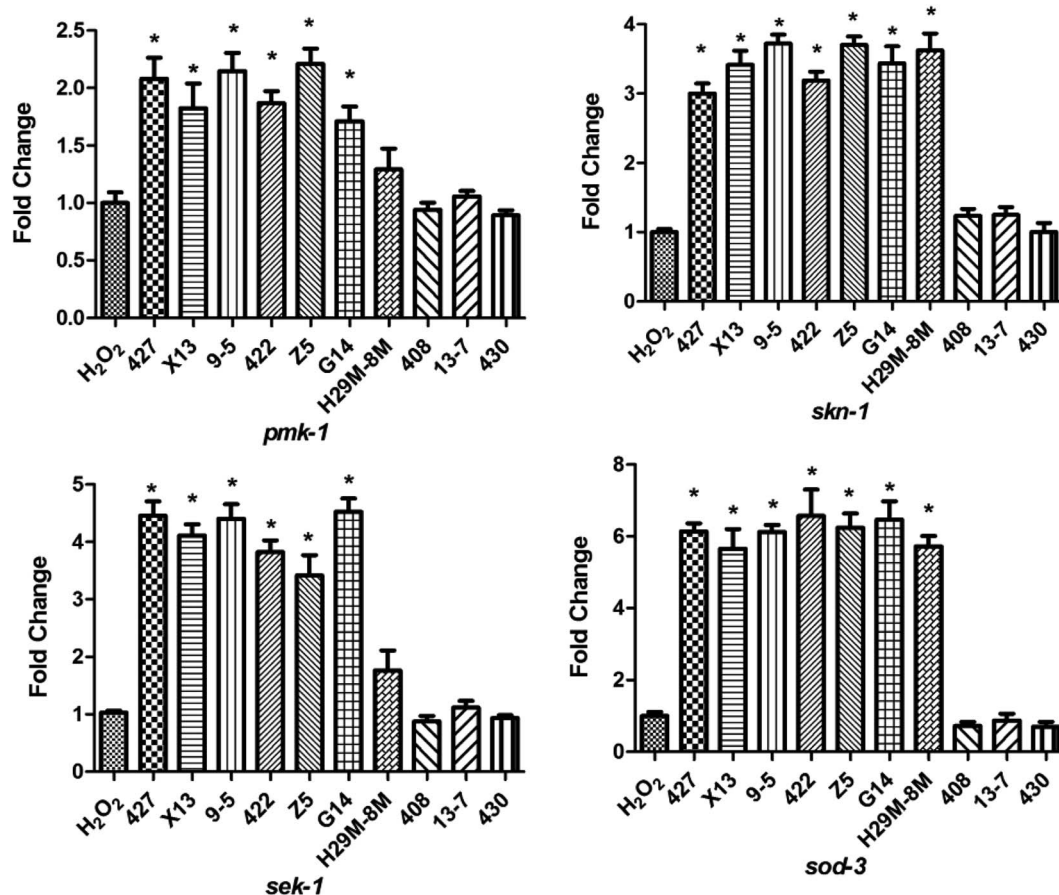 Fold Change
2.5
2.0
1.5
1.0
0.5
0.0
* * * * * *
H₂O₂ 427 X13 9-5 422 Z5 G14 H29M-8M 408 13-7 430
pmk-1
Fold Change
4
3
2
1
0
* * * * * * *
H₂O₂ 427 X13 9-5 422 Z5 G14 H29M-8M 408 13-7 430
skn-1
Fold Change
5
4
3
2
1
0
* * * * * *
H₂O₂ 427 X13 9-5 422 Z5 G14 H29M-8M 408 13-7 430
sek-1
Fold Change
8
6
4
2
0
* * * * * * *
H₂O₂ 427 X13 9-5 422 Z5 G14 H29M-8M 408 13-7 430
sod-3